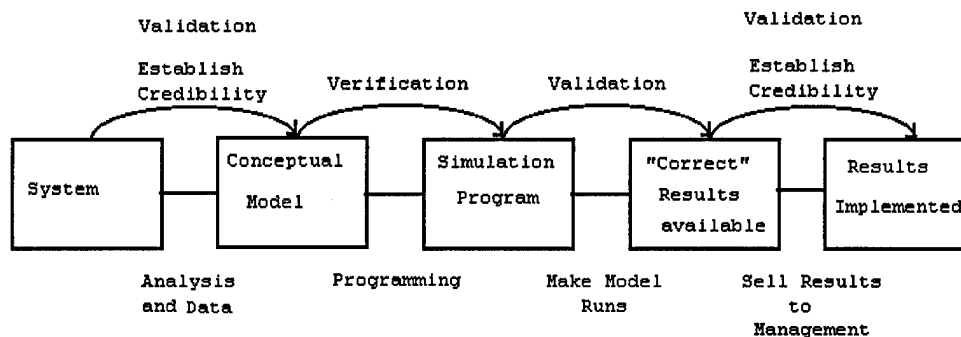 Validation
Establish
Credibility
Verification
Validation
Validation
Establish
Credibility
System
Conceptual
Model
Simulation
Program
"Correct"
Results
available
Results
Implemented
Analysis
and Data
Programming
Make Model
Runs
Sell Results
to
Management